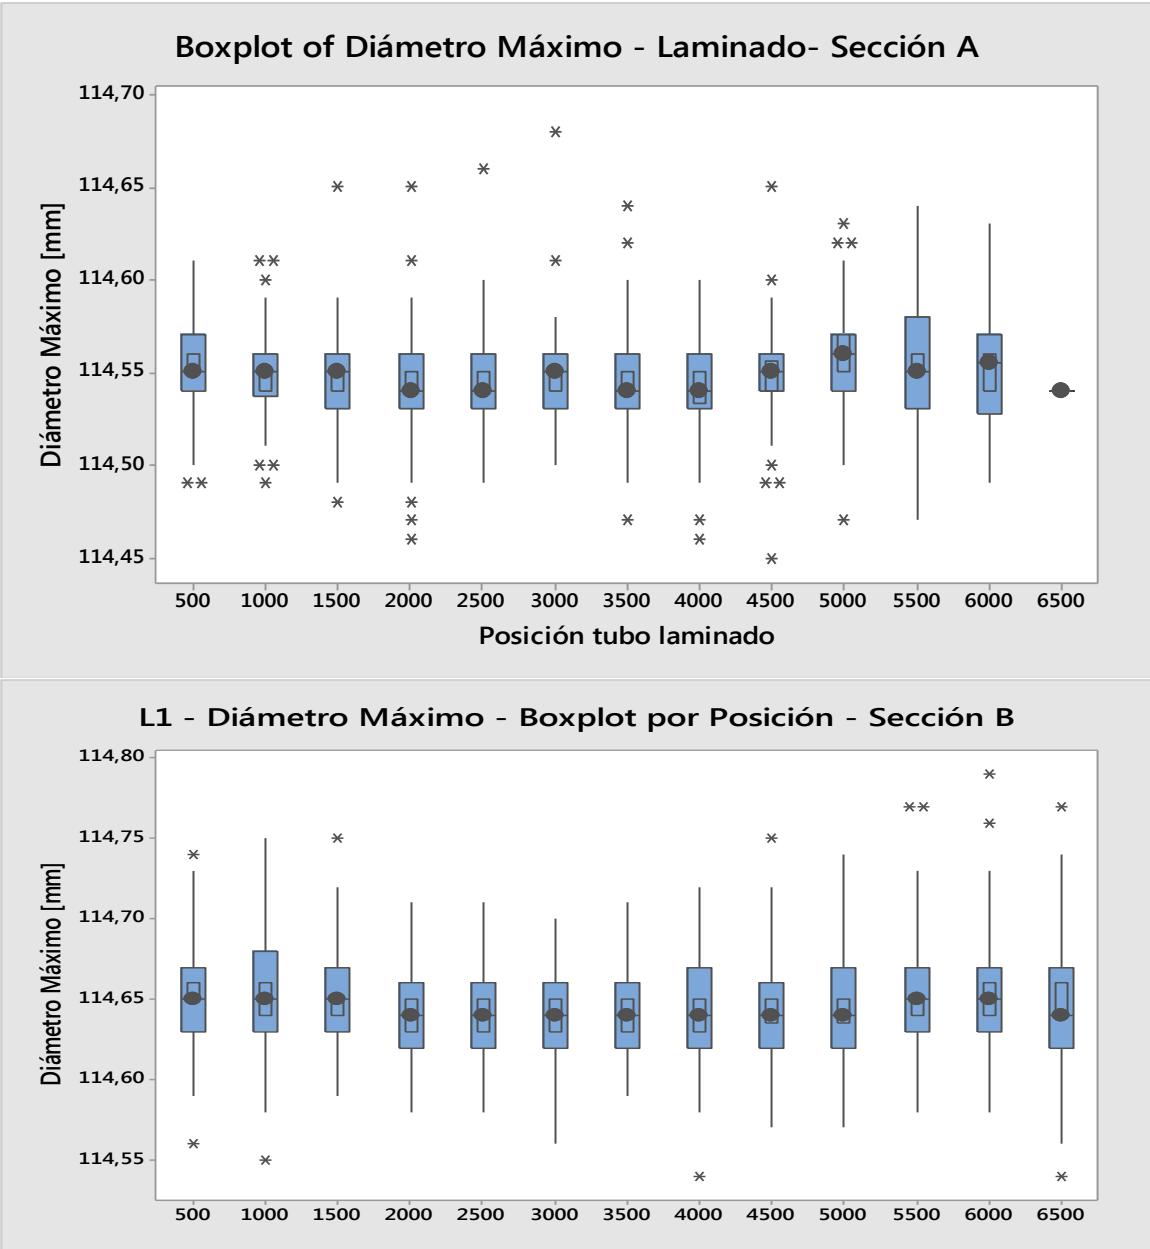 Boxplot of Diámetro Máximo - Laminado- Sección A
114,70
114,65
114,60
114,55
114,50
114,45
Diámetro Máximo [mm]
500 1000 1500 2000 2500 3000 3500 4000 4500 5000 5500 6000 6500
Posición tubo laminado
L1 - Diámetro Máximo - Boxplot por Posición - Sección B
114,80
114,75
114,70
114,65
114,60
114,55
Diámetro Máximo [mm]
500 1000 1500 2000 2500 3000 3500 4000 4500 5000 5500 6000 6500